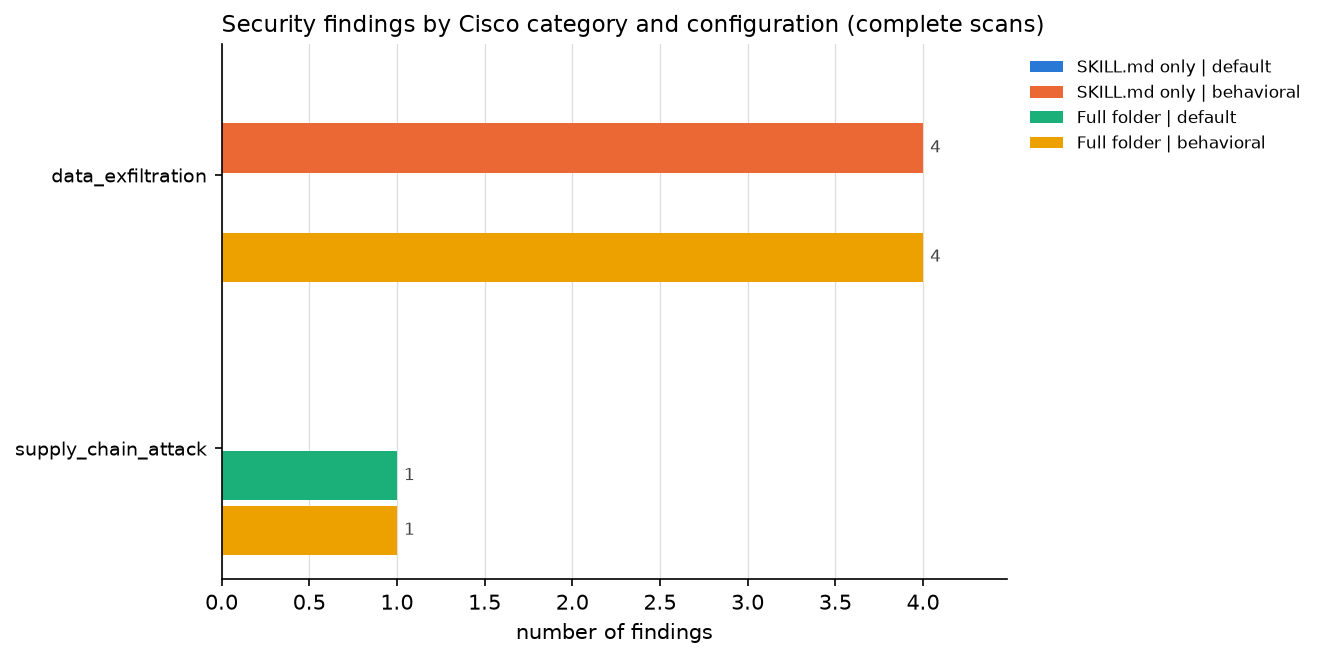 Security findings by Cisco category and configuration (complete scans)
SKILL.md only | default
SKILL.md only | behavioral
Full folder | default
Full folder | behavioral
data_exfiltration
4
4
supply_chain_attack
1
1
0.0 0.5 1.0 1.5 2.0 2.5 3.0 3.5 4.0
number of findings